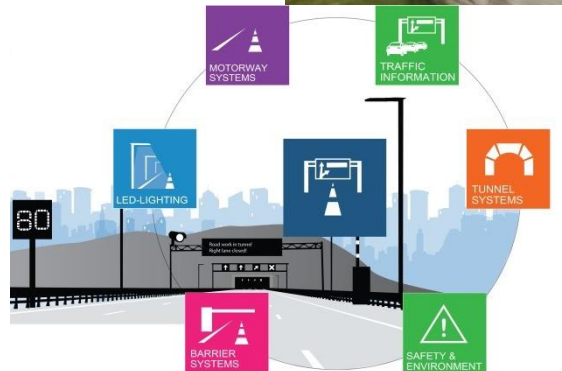 MOTORWAY
SYSTEMS
TRAFFIC
INFORMATION
LED-LIGHTING
TUNNEL
SYSTEMS
80
Road work in tunnel!
Right lane closed!
BARRIER
SYSTEMS
SAFETY &
ENVIRONMENT